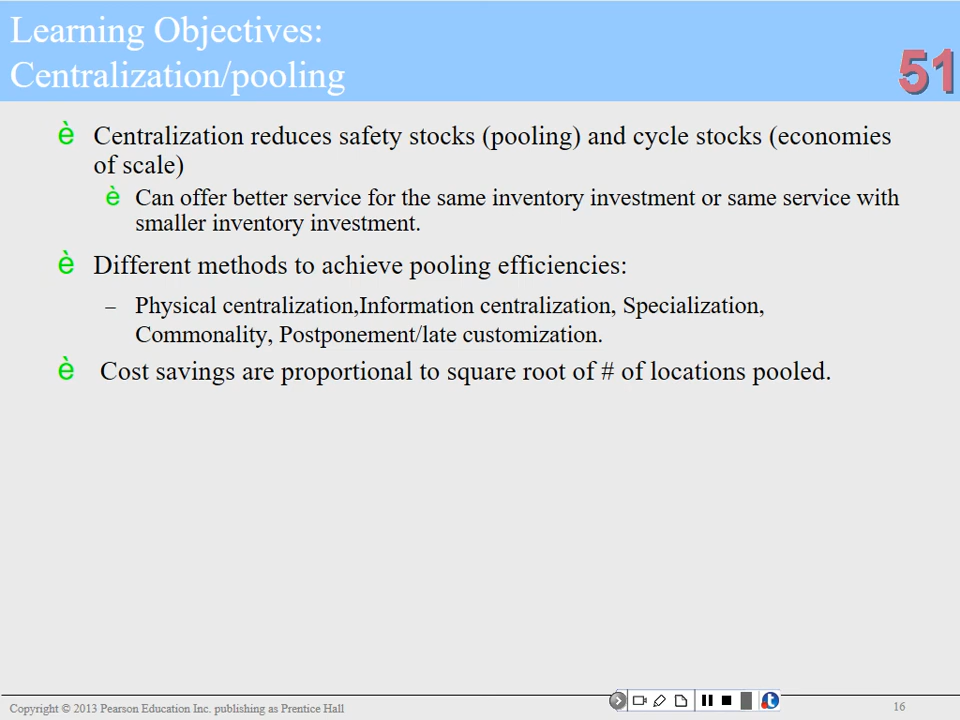 Learning Objectives:
Centralization/pooling
51
è Centralization reduces safety stocks (pooling) and cycle stocks (economies
of scale)
è Can offer better service for the same inventory investment or same service with
smaller inventory investment.
è Different methods to achieve pooling efficiencies:
– Physical centralization,Information centralization, Specialization,
Commonality, Postponement/late customization.
è Cost savings are proportional to square root of # of locations pooled.
Copyright © 2013 Pearson Education Inc. publishing as Prentice Hall
t
16